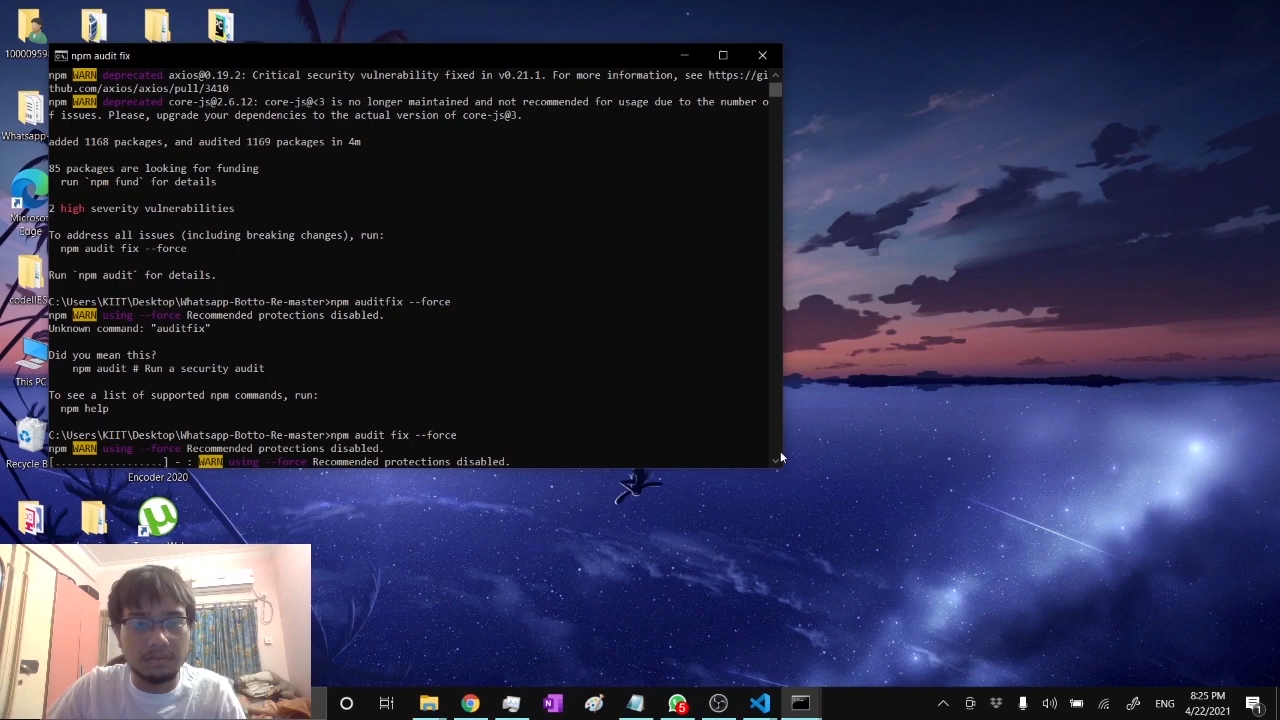 10000959
Whatsapp-
Microsoft
Edge
codeIIBS
This PC
Recycle B
Encoder 2020
npm audit fix
npm WARN deprecated axios@0.19.2: Critical security vulnerability fixed in v0.21.1. For more information, see https://gi
thub.com/axios/axios/pull/3410
npm WARN deprecated core-js@2.6.12: core-js@<3 is no longer maintained and not recommended for usage due to the number o
f issues. Please, upgrade your dependencies to the actual version of core-js@3.
added 1168 packages, and audited 1169 packages in 4m
85 packages are looking for funding
run `npm fund` for details
2 high severity vulnerabilities
To address all issues (including breaking changes), run:
npm audit fix --force
Run `npm audit` for details.
C:\Users\KIIT\Desktop\Whatsapp-Botto-Re-master>npm auditfix --force
npm WARN using --force Recommended protections disabled.
Unknown command: "auditfix"
Did you mean this?
npm audit # Run a security audit
To see a list of supported npm commands, run:
npm help
C:\Users\KIIT\Desktop\Whatsapp-Botto-Re-master>npm audit fix --force
npm WARN using --force Recommended protections disabled.
[..................] - : WARN using --force Recommended protections disabled.
5
ENG
8:25 PM
4/22/2021
1